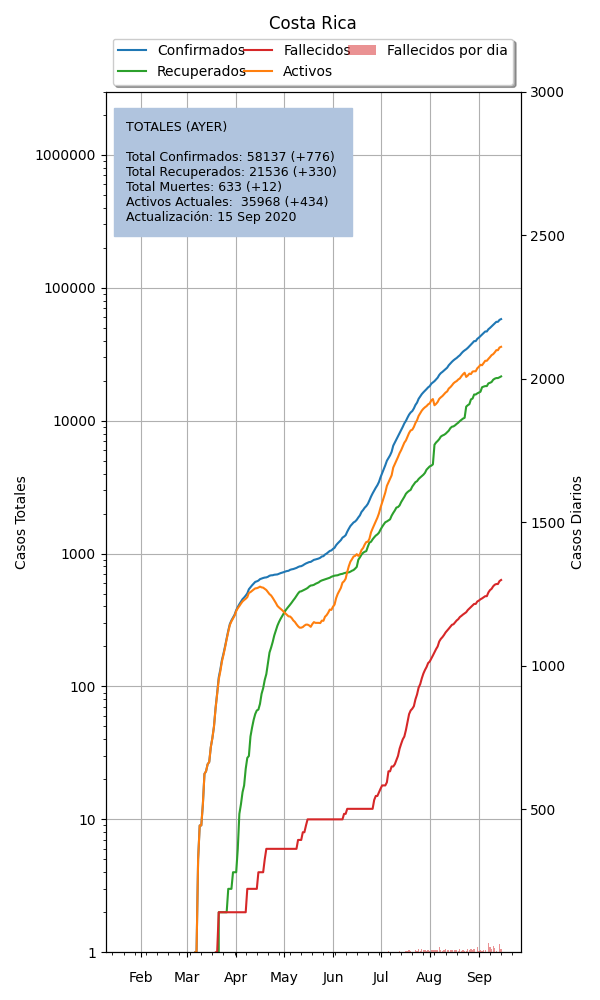 Costa Rica
Confirmados Fallecidos Fallecidos por dia
Recuperados Activos
TOTALES (AYER)
Total Confirmados: 58137 (+776)
Total Recuperados: 21536 (+330)
Total Muertes: 633 (+12)
Activos Actuales:  35968 (+434)
Actualización: 15 Sep 2020
Casos Totales
1000000
100000
10000
1000
100
10
1
Casos Diarios
3000
2500
2000
1500
1000
500
Feb Mar Apr May Jun Jul Aug Sep